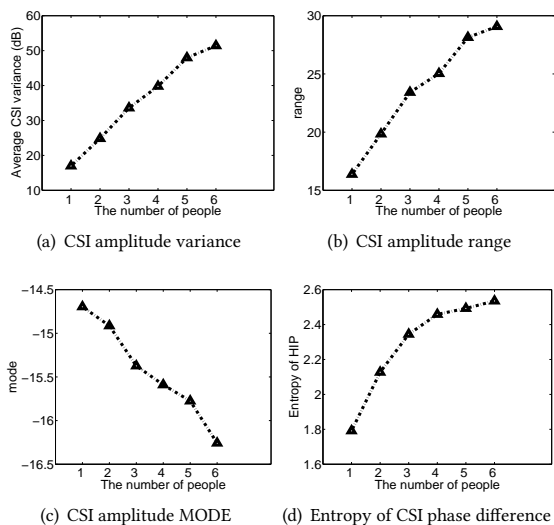 60
50
40
30
20
10
Average CSI variance (dB)
1 2 3 4 5 6
The number of people
(a) CSI amplitude variance
30
25
20
15
range
1 2 3 4 5 6
The number of people
(b) CSI amplitude range
−14.5
−15
−15.5
−16
−16.5
mode
1 2 3 4 5 6
The number of people
(c) CSI amplitude MODE
2.6
2.4
2.2
2
1.8
1.6
Entropy of HIP
1 2 3 4 5 6
The number of people
(d) Entropy of CSI phase difference